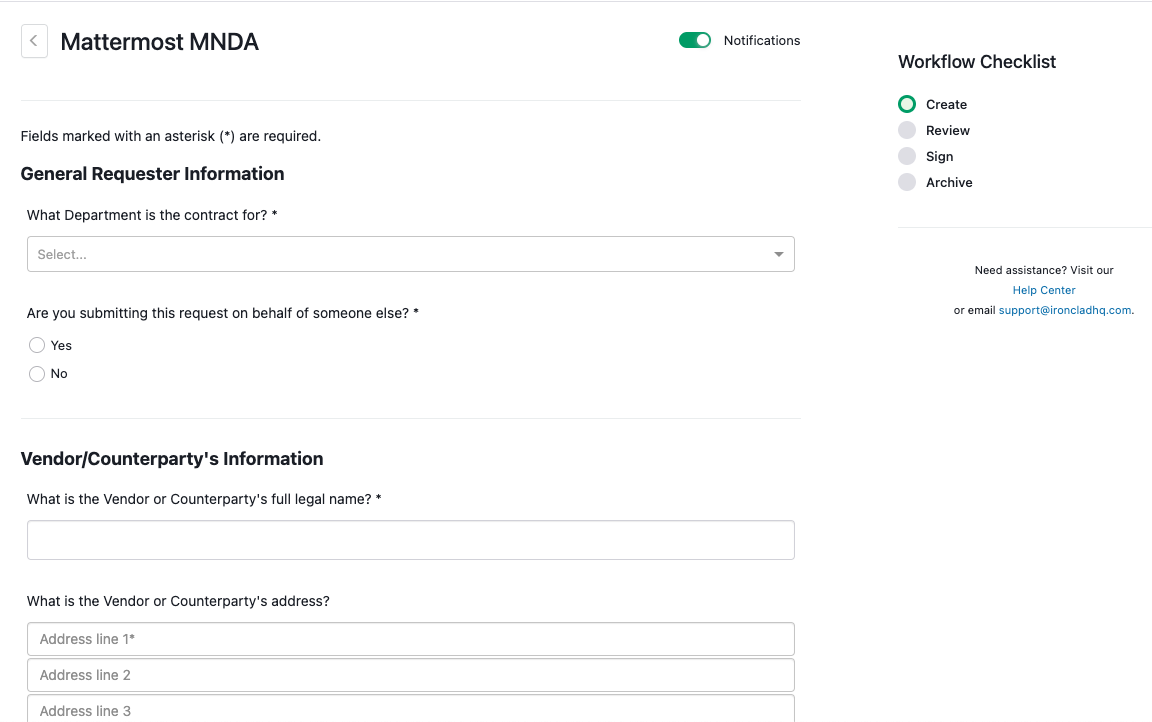 Mattermost MNDA
Notifications
Fields marked with an asterisk (*) are required.
General Requester Information
What Department is the contract for? *
Select...
Are you submitting this request on behalf of someone else? *
Yes
No
Vendor/Counterparty's Information
What is the Vendor or Counterparty's full legal name? *
What is the Vendor or Counterparty's address?
Address line 1*
Address line 2
Address line 3
Workflow Checklist
Create
Review
Sign
Archive
Need assistance? Visit our
Help Center
or email support@ironcladhq.com.